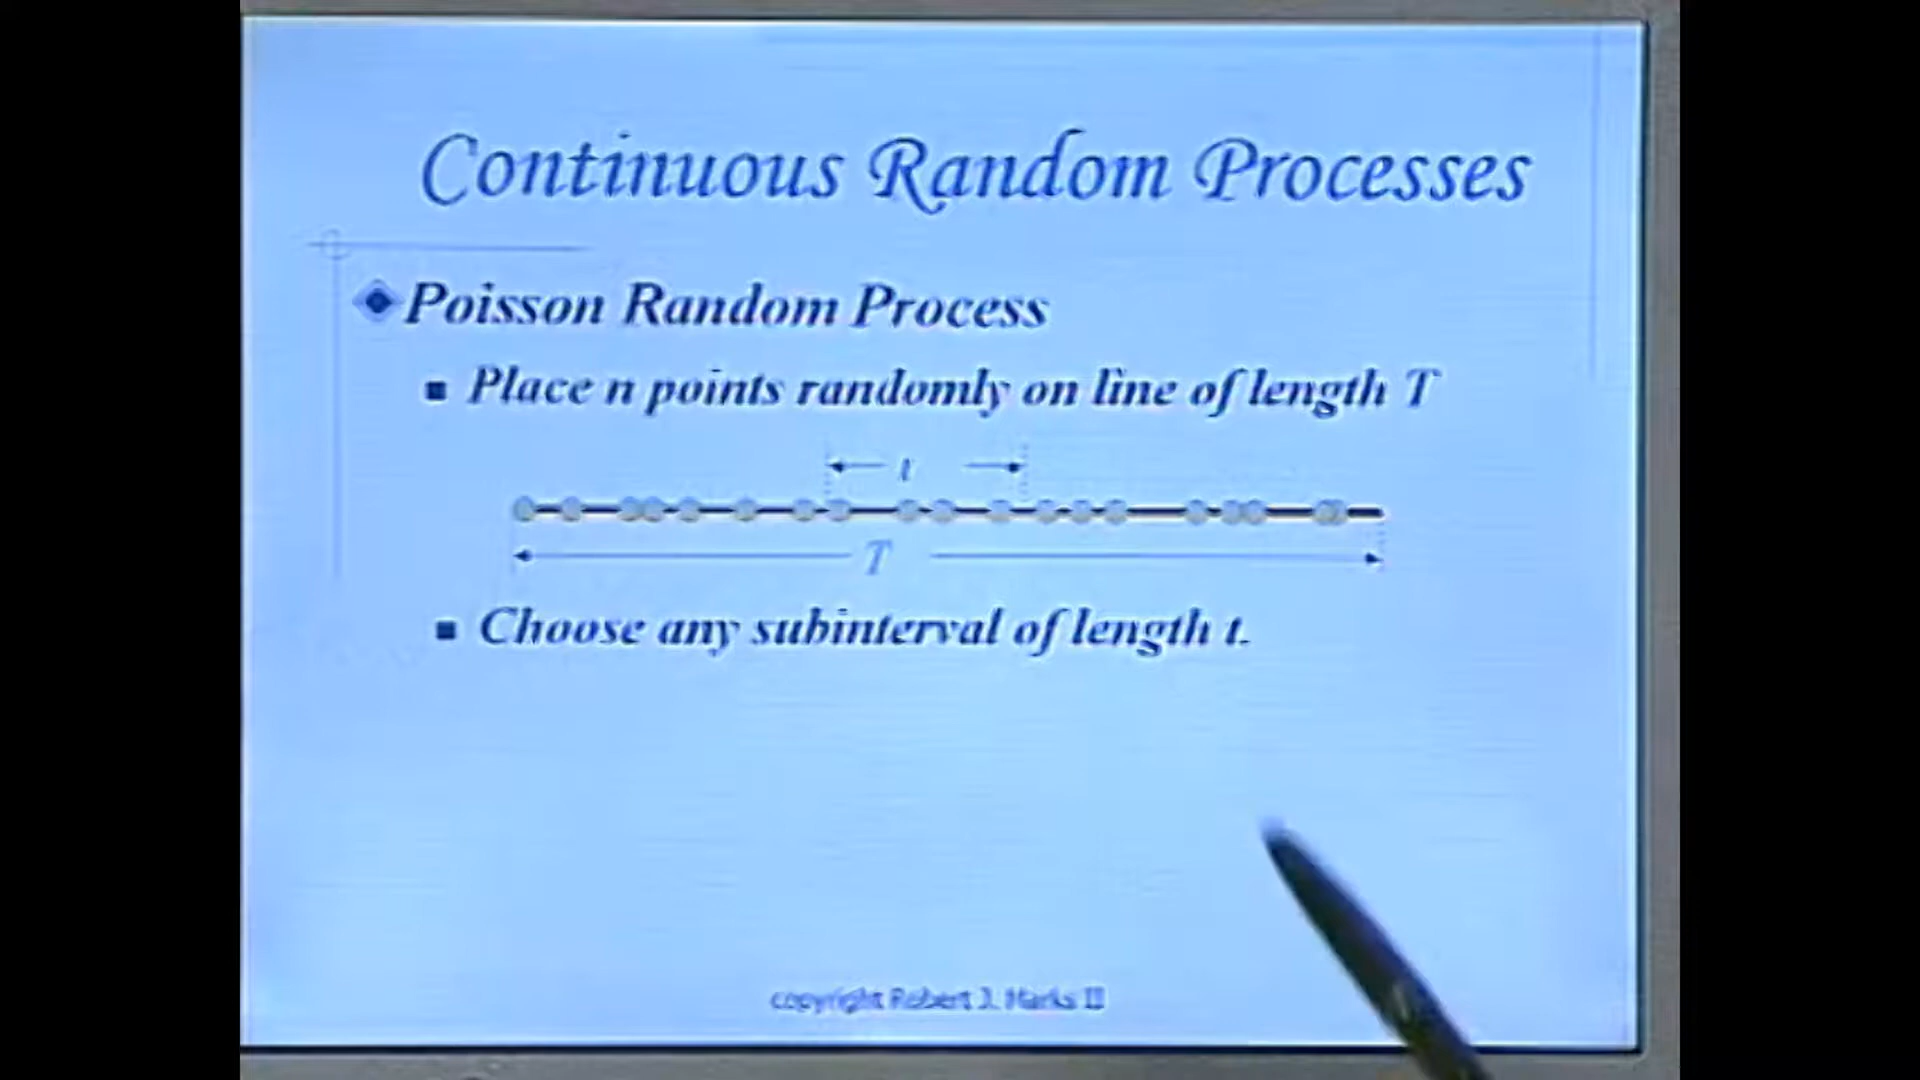 Continuous Random Processes
Poisson Random Process
Place n points randomly on line of length T
t
T
Choose any subinterval of length t.
copyright Robert J. Marks II